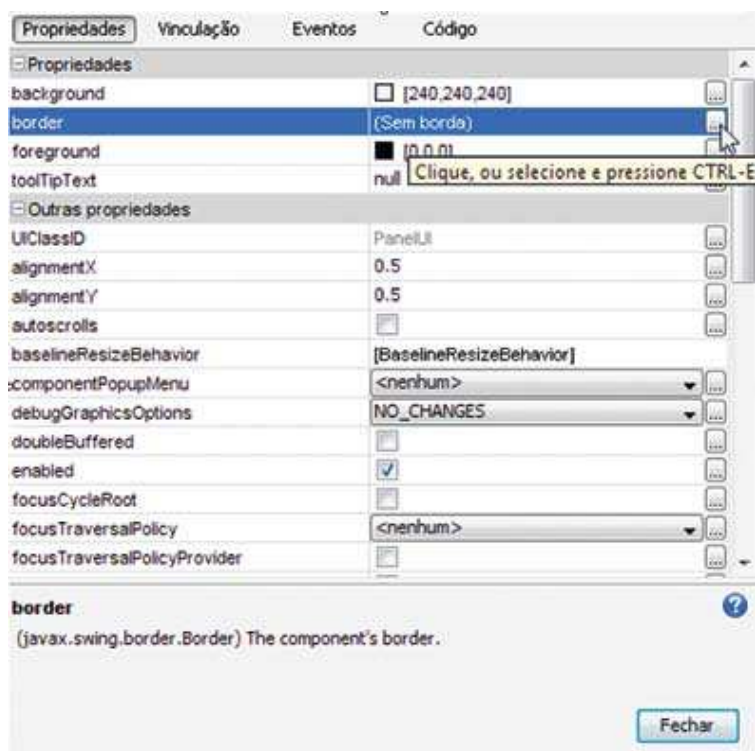 Propriedades Vinculação Eventos Código
Propriedades
background [240,240,240] ...
border (Sem borda) ...
foreground [0,0,0]
toolTipText null Clique, ou selecione e pressione CTRL-E
Outras propriedades
UIClassID PanelUI ...
alignmentX 0.5 ...
alignmentY 0.5 ...
autoscrolls ...
baselineResizeBehavior [BaselineResizeBehavior]
componentPopupMenu <nenhum> ...
debugGraphicsOptions NO_CHANGES ...
doubleBuffered ...
enabled ...
focusCycleRoot ...
focusTraversalPolicy <nenhum> ...
focusTraversalPolicyProvider ...
border
(javax.swing.border.Border) The component's border.
Fechar